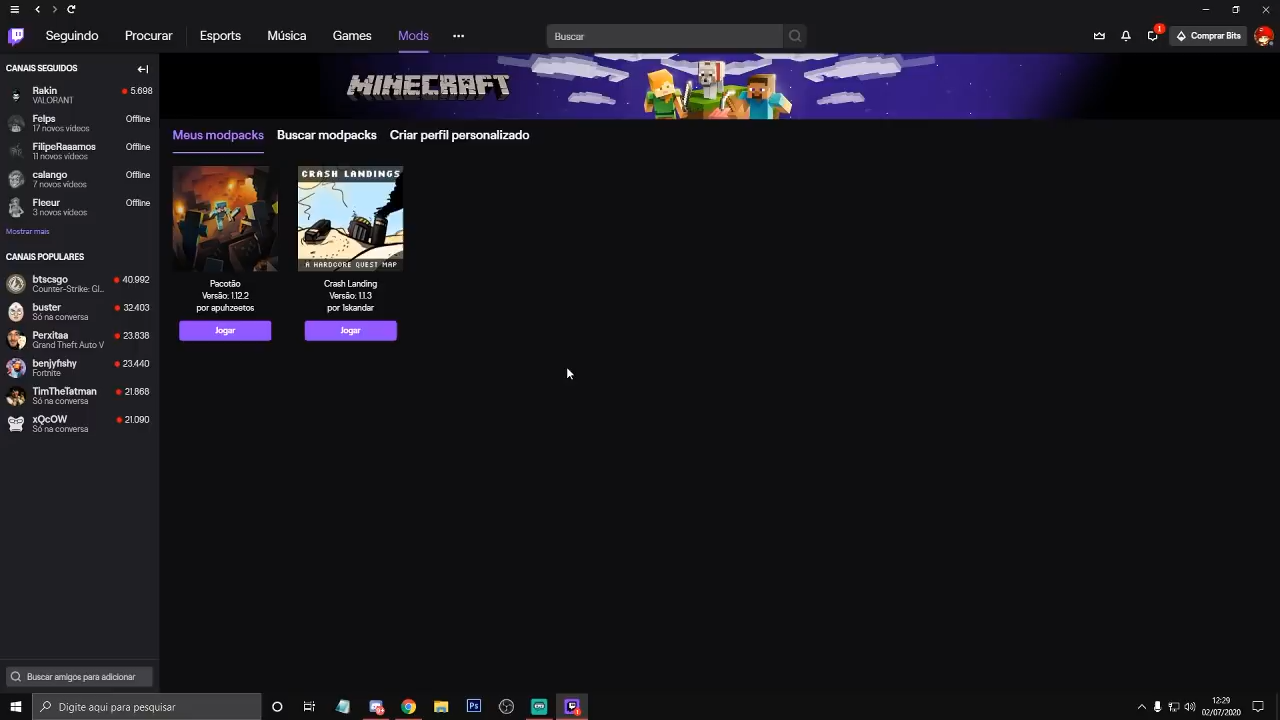 Seguindo
Procurar
Esports
Música
Games
Mods
Buscar
1
Comprar Bits
CANAIS SEGUIDOS
Rakin
5.698
VALORANT
Felps
Offline
17 novos vídeos
FilipeRaaamos
Offline
11 novos vídeos
calango
Offline
7 novos vídeos
Fleeur
Offline
3 novos vídeos
Mostrar mais
CANAIS POPULARES
btscsgo
40.992
Counter-Strike: Gl...
buster
32.403
Só na conversa
Perxitaa
23.838
Grand Theft Auto V
benjyfishy
23.440
Fortnite
TimTheTatman
21.868
Só na conversa
xQcOW
21.090
Só na conversa
Buscar amigos para adicionar
MINECRAFT
Meus modpacks
Buscar modpacks
Criar perfil personalizado
CRASH LANDINGS
A HARDCORE QUEST MAP
Pacotão
Versão: 1.12.2
por apuhzeetos
Jogar
Crash Landing
Versão: 1.1.3
por 1skandar
Jogar
Digite aqui para pesquisar
Ps
12:29
02/07/2020